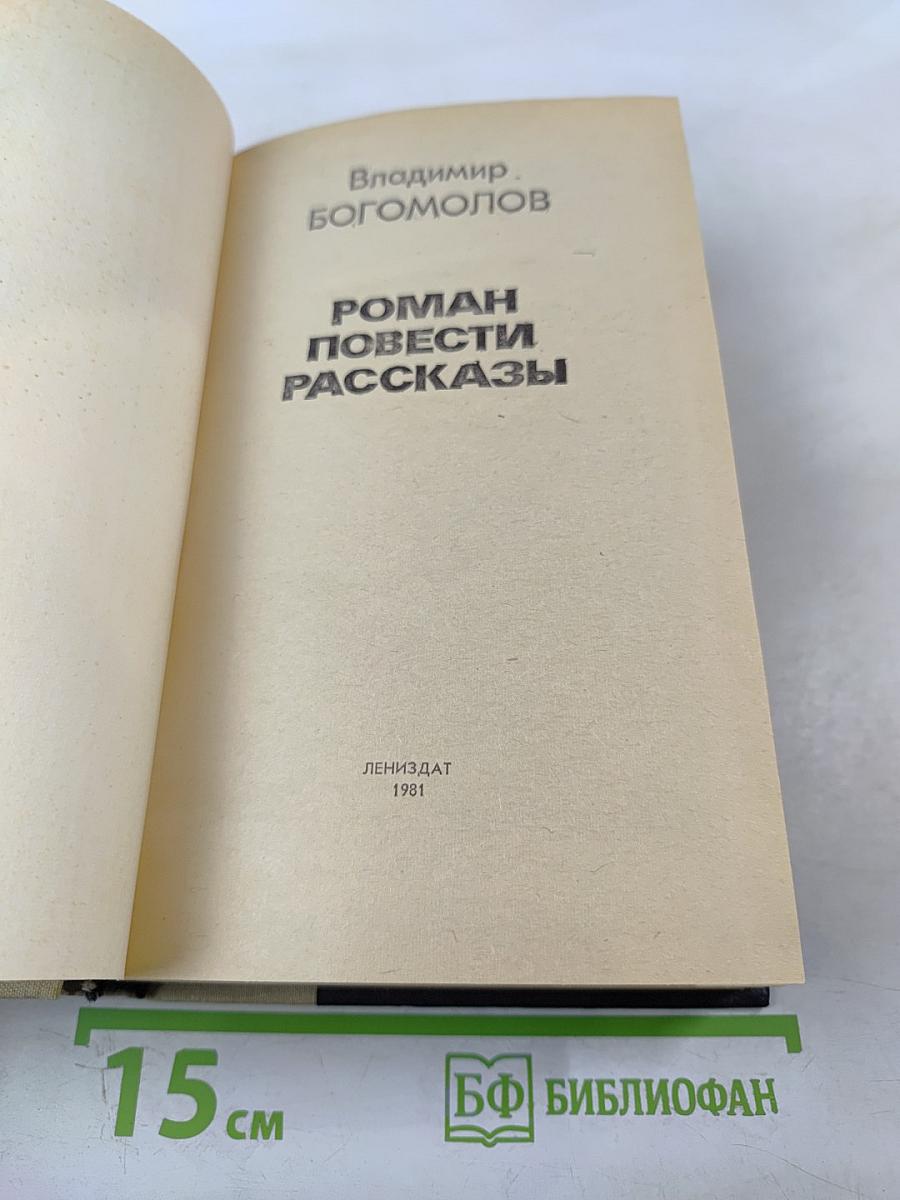 Владимир
БОГОМОЛОВ
РОМАН
ПОВЕСТИ
РАССКАЗЫ
ЛЕНИЗДАТ
1981
15 см
БФ БИБЛИОФАН